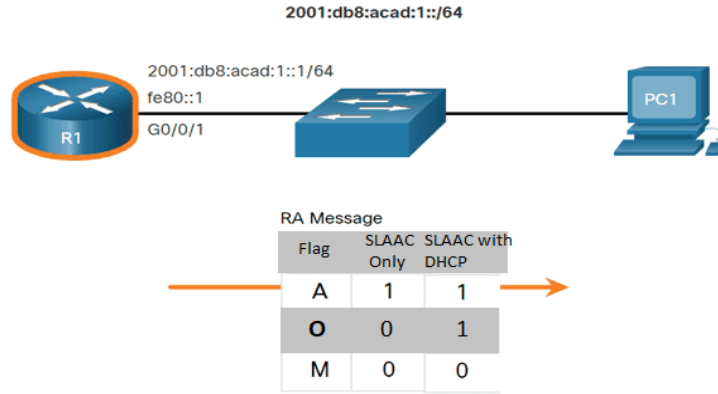 2001:db8:acad:1::/64
2001:db8:acad:1::1/64
fe80::1
G0/0/1
R1
PC1
RA Message
Flag SLAAC Only SLAAC with DHCP
A 1 1
O 0 1
M 0 0